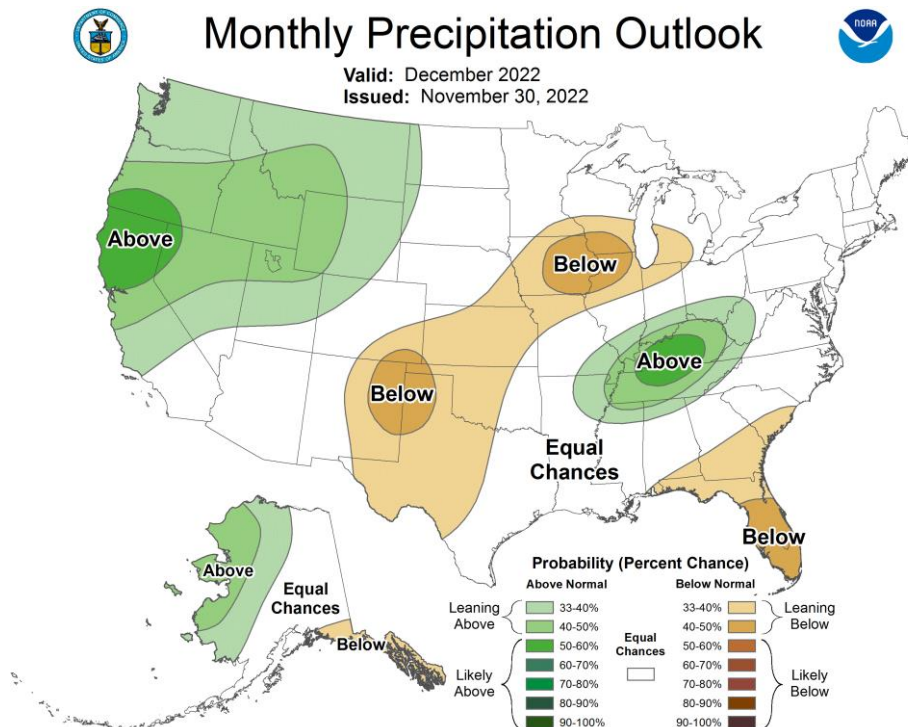 Monthly Precipitation Outlook
NOAA
Valid: December 2022
Issued: November 30, 2022
Above
Below
Above
Below
Equal
Chances
Below
Above
Equal
Chances
Below
Probability (Percent Chance)
Above Normal
Below Normal
Leaning
Above
33-40%
40-50%
Likely
Above
50-60%
60-70%
70-80%
80-90%
90-100%
Equal
Chances
33-40%
40-50%
Leaning
Below
50-60%
60-70%
70-80%
80-90%
90-100%
Likely
Below